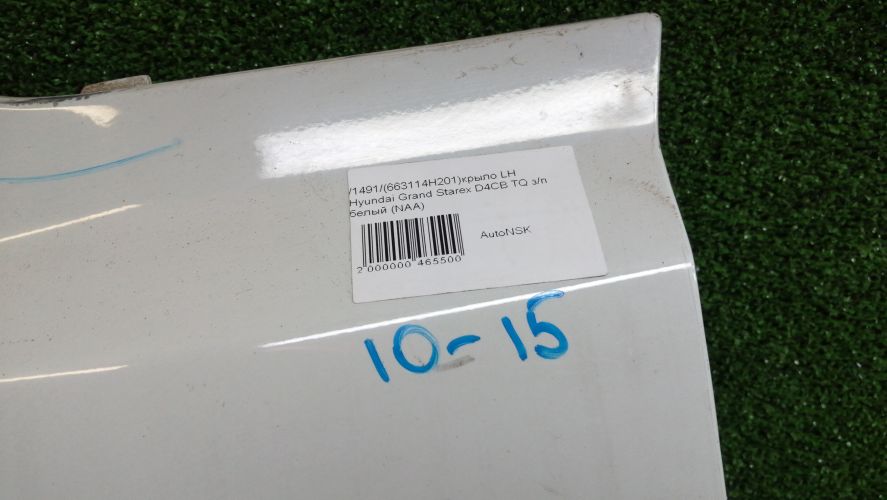 /1491/(663114H201)крыло LH
Hyundai Grand Starex D4CB TQ з/п
белый (NAA)
AutoNSK
2 000000 465500
10-15